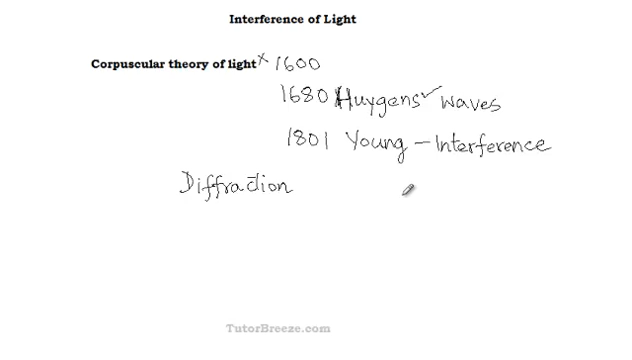 Interference of Light
Corpuscular theory of light x 1600
1680 Huygens ✓ waves
1801 Young - Interference
Diffraction
TutorBreeze.com